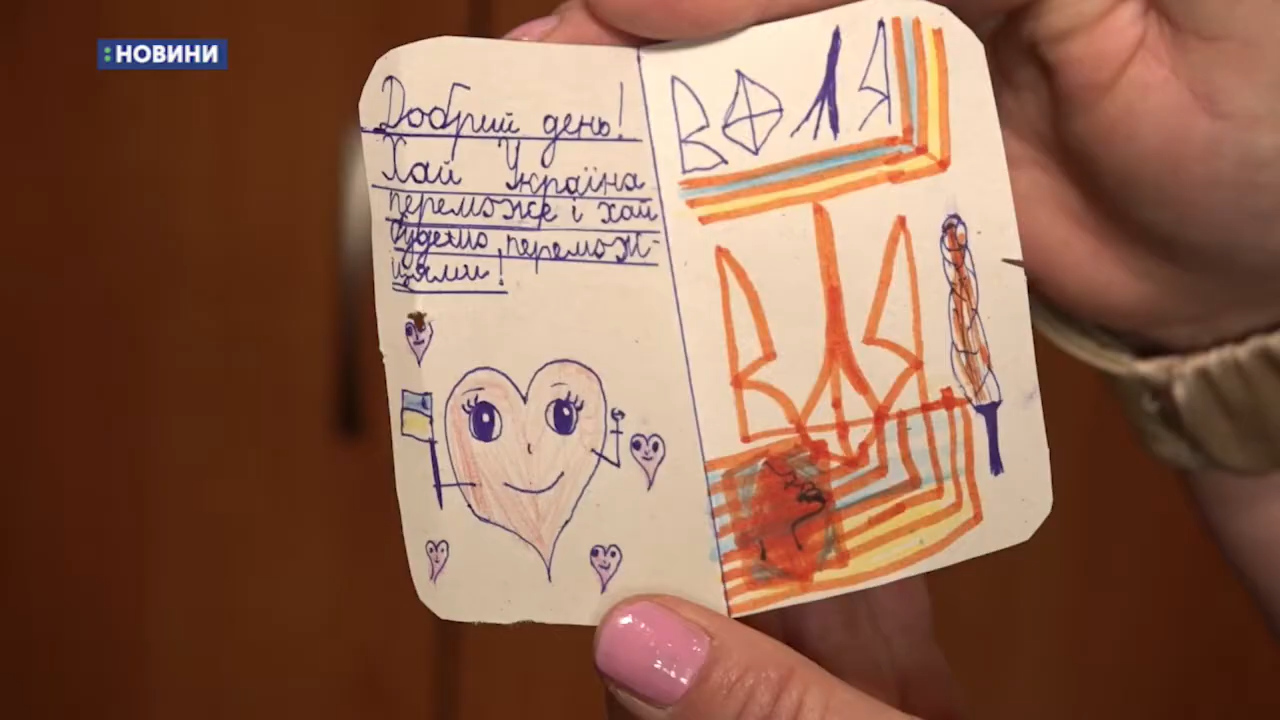 :НОВИНИ
Добрий день!
Хай Україна
переможе і хай
будемо перемож-
цями!
ВОЛЯ